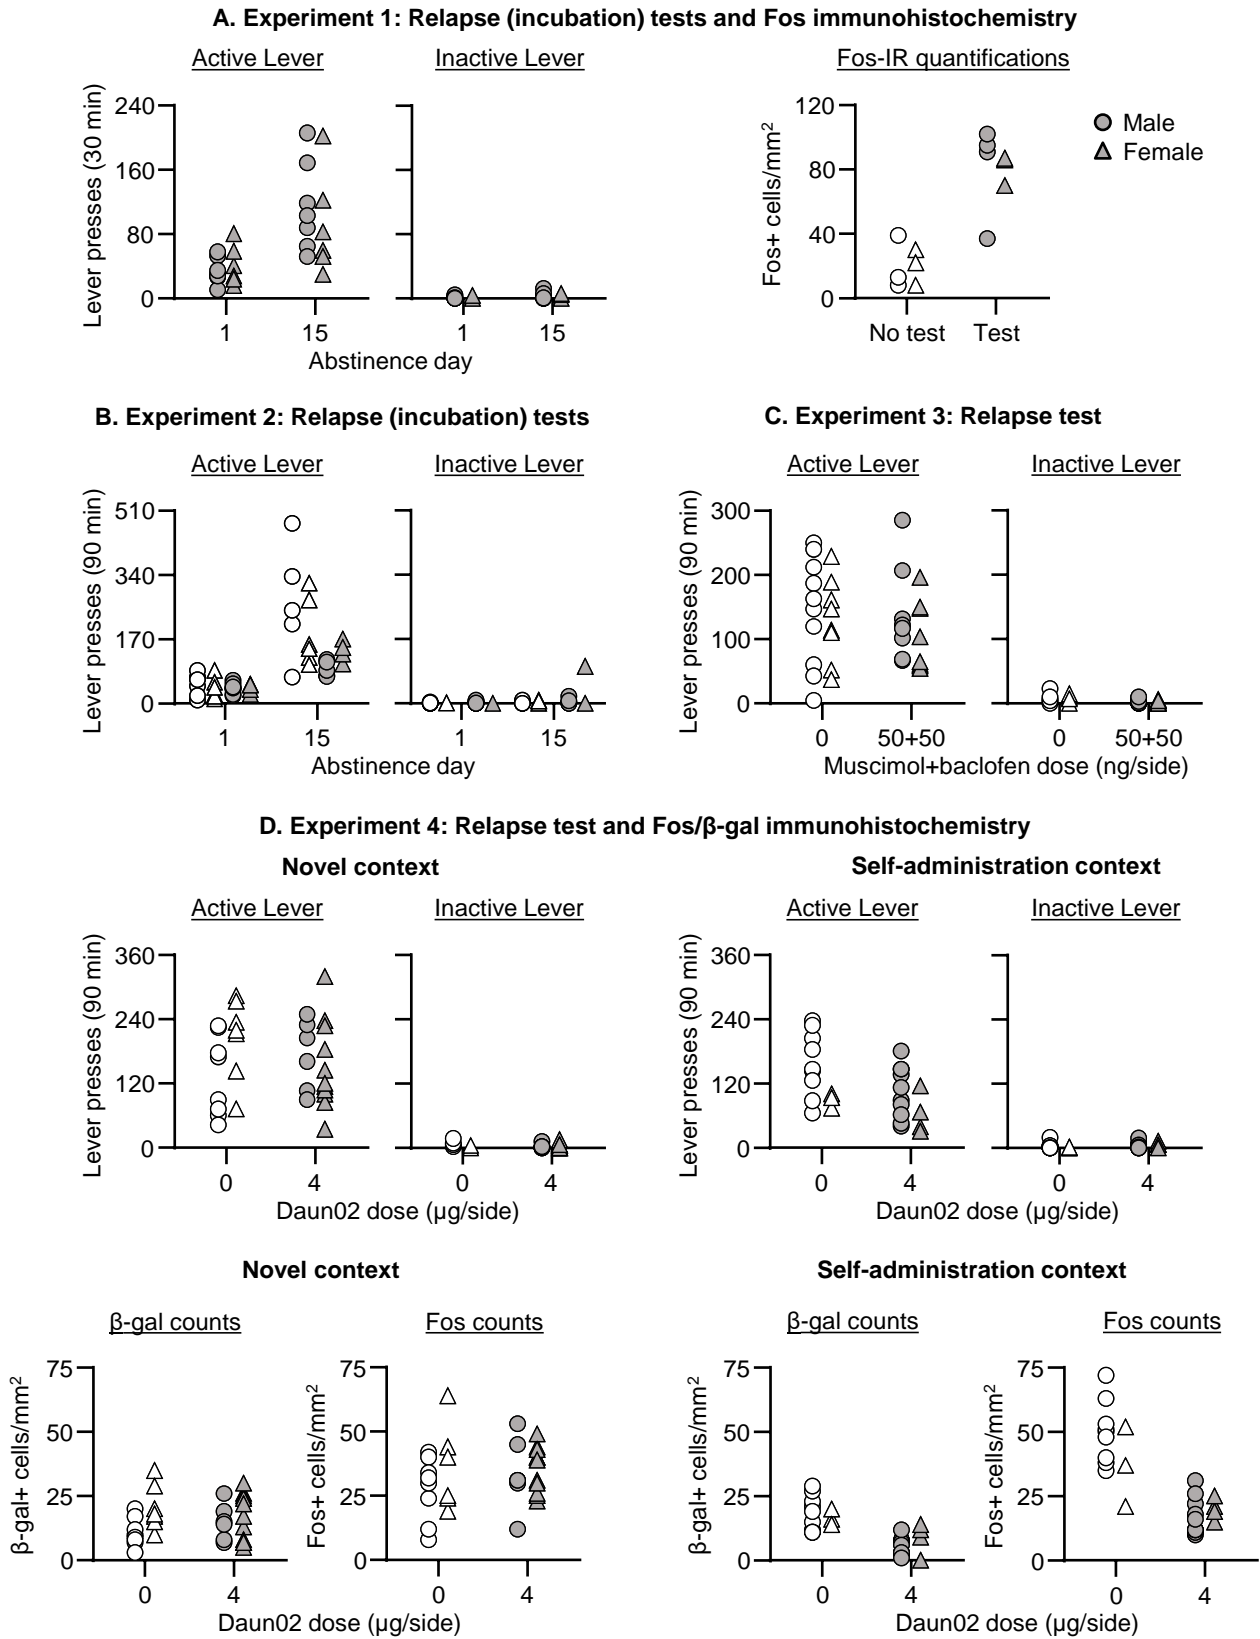 A. Experiment 1: Relapse (incubation) tests and Fos immunohistochemistry
Active Lever
Inactive Lever
Fos-IR quantifications
Lever presses (30 min)
240
160
80
0
1
15
1
15
Abstinence day
Fos+ cells/mm2
120
80
40
0
No test
Test
Male
Female
B. Experiment 2: Relapse (incubation) tests
Active Lever
Inactive Lever
Lever presses (90 min)
510
340
170
0
1
15
1
15
Abstinence day
C. Experiment 3: Relapse test
Active Lever
Inactive Lever
Lever presses (90 min)
300
200
100
0
0
50+50
0
50+50
Muscimol+baclofen dose (ng/side)
D. Experiment 4: Relapse test and Fos/β-gal immunohistochemistry
Novel context
Active Lever
Inactive Lever
Lever presses (90 min)
360
240
120
0
0
4
0
4
Daun02 dose (µg/side)
Self-administration context
Active Lever
Inactive Lever
Lever presses (90 min)
360
240
120
0
0
4
0
4
Daun02 dose (µg/side)
Novel context
β-gal counts
β-gal+ cells/mm2
75
50
25
0
0
4
Fos counts
Fos+ cells/mm2
75
50
25
0
0
4
Daun02 dose (µg/side)
Self-administration context
β-gal counts
β-gal+ cells/mm2
75
50
25
0
0
4
Fos counts
Fos+ cells/mm2
75
50
25
0
0
4
Daun02 dose (µg/side)